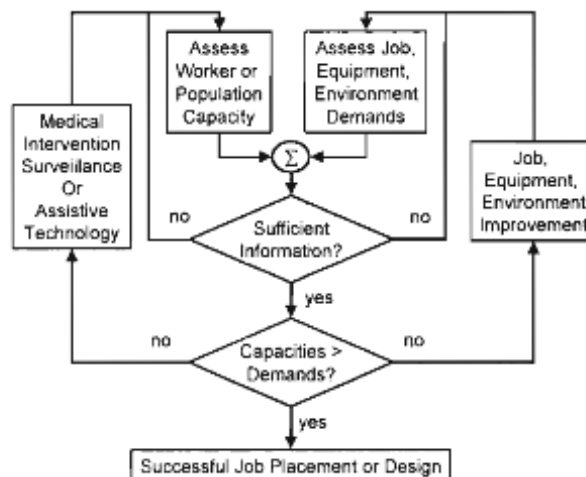 Assess
Worker or
Population
Capacity
Assess Job,
Equipment,
Environment
Demands
Medical
Intervention
Surveillance
Or
Assistive
Technology
Job,
Equipment,
Environment
Improvement
Σ
no
no
Sufficient
Information?
yes
no
no
Capacities >
Demands?
yes
Successful Job Placement or Design